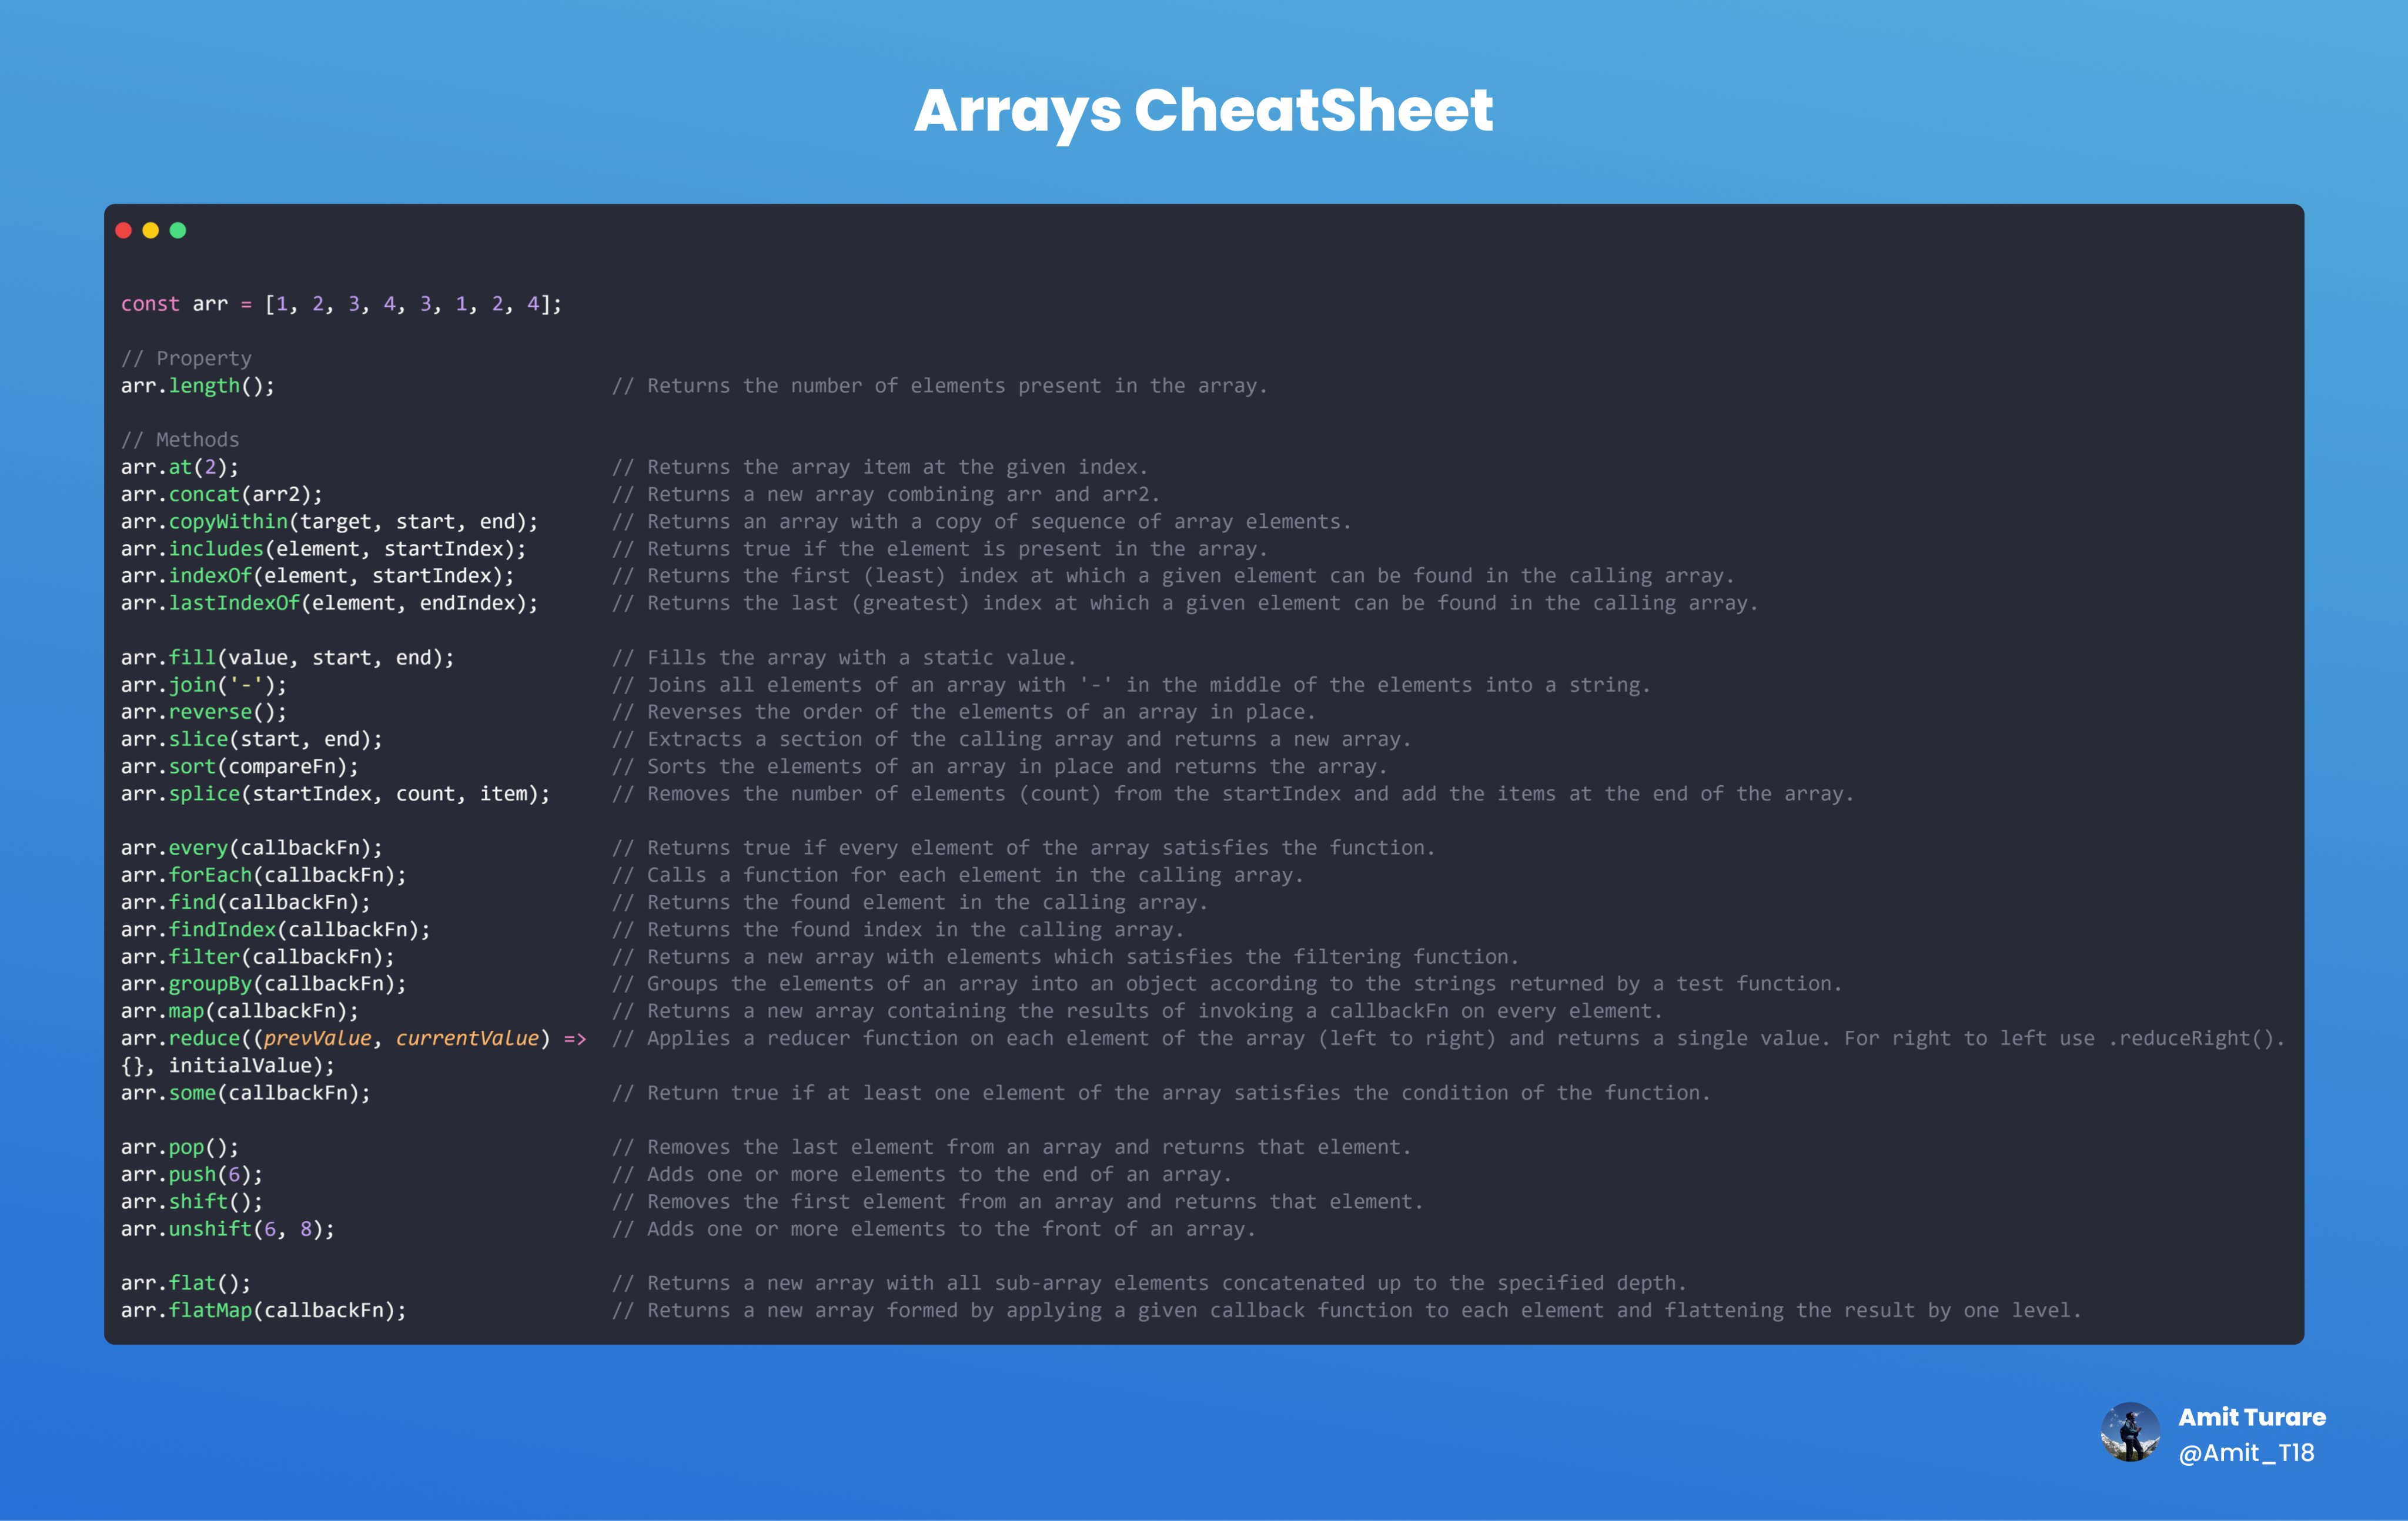 Arrays CheatSheet
const arr = [1, 2, 3, 4, 3, 1, 2, 4];
// Property
arr.length(); // Returns the number of elements present in the array.
// Methods
arr.at(2); // Returns the array item at the given index.
arr.concat(arr2); // Returns a new array combining arr and arr2.
arr.copyWithin(target, start, end); // Returns an array with a copy of sequence of array elements.
arr.includes(element, startIndex); // Returns true if the element is present in the array.
arr.indexOf(element, startIndex); // Returns the first (least) index at which a given element can be found in the calling array.
arr.lastIndexOf(element, endIndex); // Returns the last (greatest) index at which a given element can be found in the calling array.
arr.fill(value, start, end); // Fills the array with a static value.
arr.join('-'); // Joins all elements of an array with '-' in the middle of the elements into a string.
arr.reverse(); // Reverses the order of the elements of an array in place.
arr.slice(start, end); // Extracts a section of the calling array and returns a new array.
arr.sort(compareFn); // Sorts the elements of an array in place and returns the array.
arr.splice(startIndex, count, item); // Removes the number of elements (count) from the startIndex and add the items at the end of the array.
arr.every(callbackFn); // Returns true if every element of the array satisfies the function.
arr.forEach(callbackFn); // Calls a function for each element in the calling array.
arr.find(callbackFn); // Returns the found element in the calling array.
arr.findIndex(callbackFn); // Returns the found index in the calling array.
arr.filter(callbackFn); // Returns a new array with elements which satisfies the filtering function.
arr.groupBy(callbackFn); // Groups the elements of an array into an object according to the strings returned by a test function.
arr.map(callbackFn); // Returns a new array containing the results of invoking a callbackFn on every element.
arr.reduce((prevValue, currentValue) => // Applies a reducer function on each element of the array (left to right) and returns a single value. For right to left use .reduceRight().
{}, initialValue);
arr.some(callbackFn); // Return true if at least one element of the array satisfies the condition of the function.
arr.pop(); // Removes the last element from an array and returns that element.
arr.push(6); // Adds one or more elements to the end of an array.
arr.shift(); // Removes the first element from an array and returns that element.
arr.unshift(6, 8); // Adds one or more elements to the front of an array.
arr.flat(); // Returns a new array with all sub-array elements concatenated up to the specified depth.
arr.flatMap(callbackFn); // Returns a new array formed by applying a given callback function to each element and flattening the result by one level.
Amit Turare
@Amit_T18